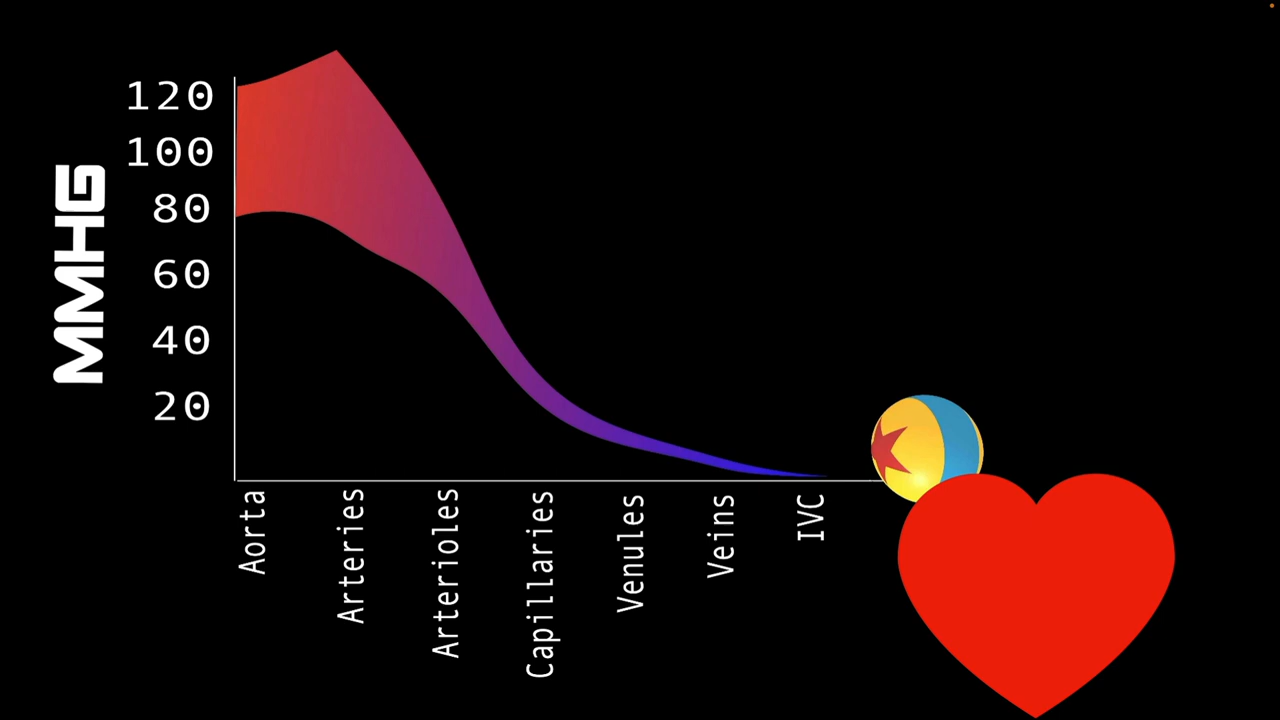 MMHG
120
100
80
60
40
20
Aorta
Arteries
Arterioles
Capillaries
Venules
Veins
IVC